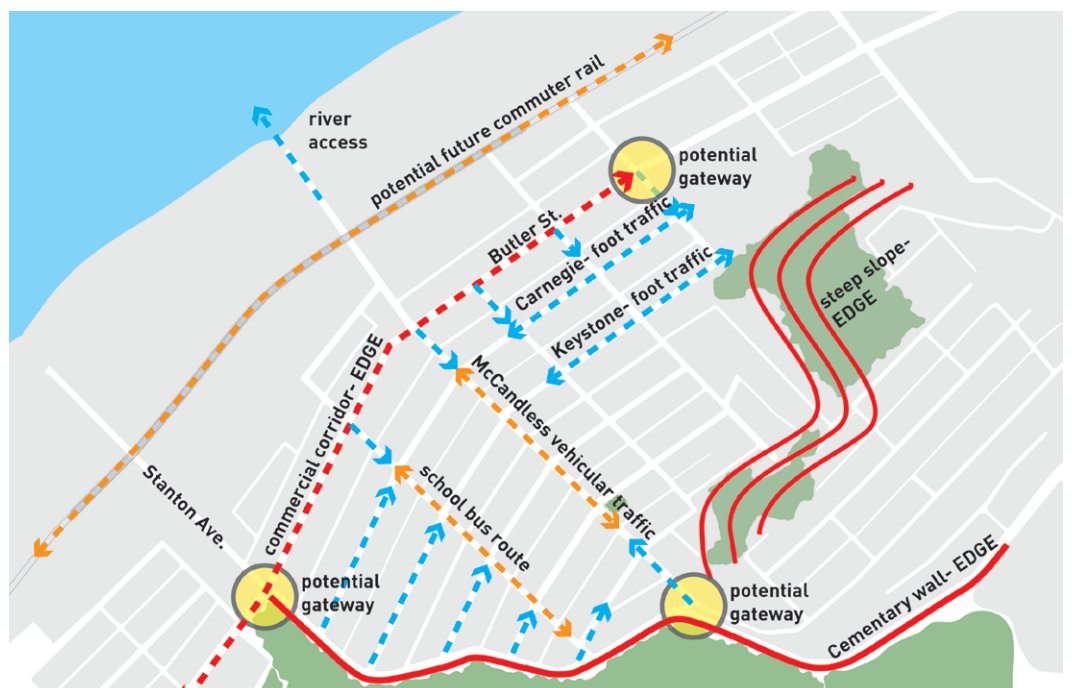 river
access
potential future commuter rail
potential
gateway
Butler St.
Carnegie- foot traffic
Keystone- foot traffic
steep slope-
EDGE
commercial corridor- EDGE
McCandless vehicular traffic
Stanton Ave.
school bus route
potential
gateway
potential
gateway
Cementary wall- EDGE